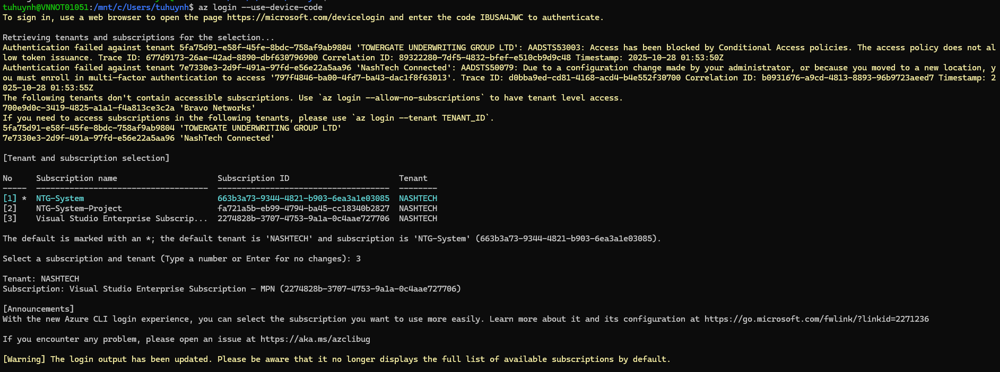 tuhuynh@VNNOT01051:/mnt/c/Users/tuhuynh$ az login --use-device-code
To sign in, use a web browser to open the page https://microsoft.com/devicelogin and enter the code IBUSA4JWC to authenticate.
Retrieving tenants and subscriptions for the selection...
Authentication failed against tenant 5fa75d91-e58f-45fe-8bdc-758af9ab9804 'TOWERGATE UNDERWRITING GROUP LTD': AADSTS53003: Access has been blocked by Conditional Access policies. The access policy does not al
low token issuance. Trace ID: 677d9173-26ae-42ad-8890-dbf630796900 Correlation ID: 89322280-7df5-4832-bfef-e510cb9d9c48 Timestamp: 2025-10-28 01:53:50Z
Authentication failed against tenant 7e7330e3-2d9f-491a-97fd-e56e22a5aa96 'NashTech Connected': AADSTS50079: Due to a configuration change made by your administrator, or because you moved to a new location, y
ou must enroll in multi-factor authentication to access '797f4846-ba00-4fd7-ba43-dac1f8f63013'. Trace ID: d0bba9ed-cd81-4168-acd4-b4e552f30700 Correlation ID: b0931676-a9cd-4813-8893-96b9723aeed7 Timestamp: 2
025-10-28 01:53:55Z
The following tenants don't contain accessible subscriptions. Use `az login --allow-no-subscriptions` to have tenant level access.
700e9d0c-3419-4825-a1a1-f4a813ce3c2a 'Bravo Networks'
If you need to access subscriptions in the following tenants, please use `az login --tenant TENANT_ID`.
5fa75d91-e58f-45fe-8bdc-758af9ab9804 'TOWERGATE UNDERWRITING GROUP LTD'
7e7330e3-2d9f-491a-97fd-e56e22a5aa96 'NashTech Connected'
[Tenant and subscription selection]
No     Subscription name                     Subscription ID                       Tenant
-----  ------------------------------------  ------------------------------------  --------
[1] *  NTG-System                            663b3a73-9344-4821-b903-6ea3a1e03085  NASHTECH
[2]    NTG-System-Project                    fa721a5b-eb99-4794-ba45-cc18340b2827  NASHTECH
[3]    Visual Studio Enterprise Subscrip...  2274828b-3707-4753-9a1a-0c4aae727706  NASHTECH
The default is marked with an *; the default tenant is 'NASHTECH' and subscription is 'NTG-System' (663b3a73-9344-4821-b903-6ea3a1e03085).
Select a subscription and tenant (Type a number or Enter for no changes): 3
Tenant: NASHTECH
Subscription: Visual Studio Enterprise Subscription – MPN (2274828b-3707-4753-9a1a-0c4aae727706)
[Announcements]
With the new Azure CLI login experience, you can select the subscription you want to use more easily. Learn more about it and its configuration at https://go.microsoft.com/fwlink/?linkid=2271236
If you encounter any problem, please open an issue at https://aka.ms/azclibug
[Warning] The login output has been updated. Please be aware that it no longer displays the full list of available subscriptions by default.